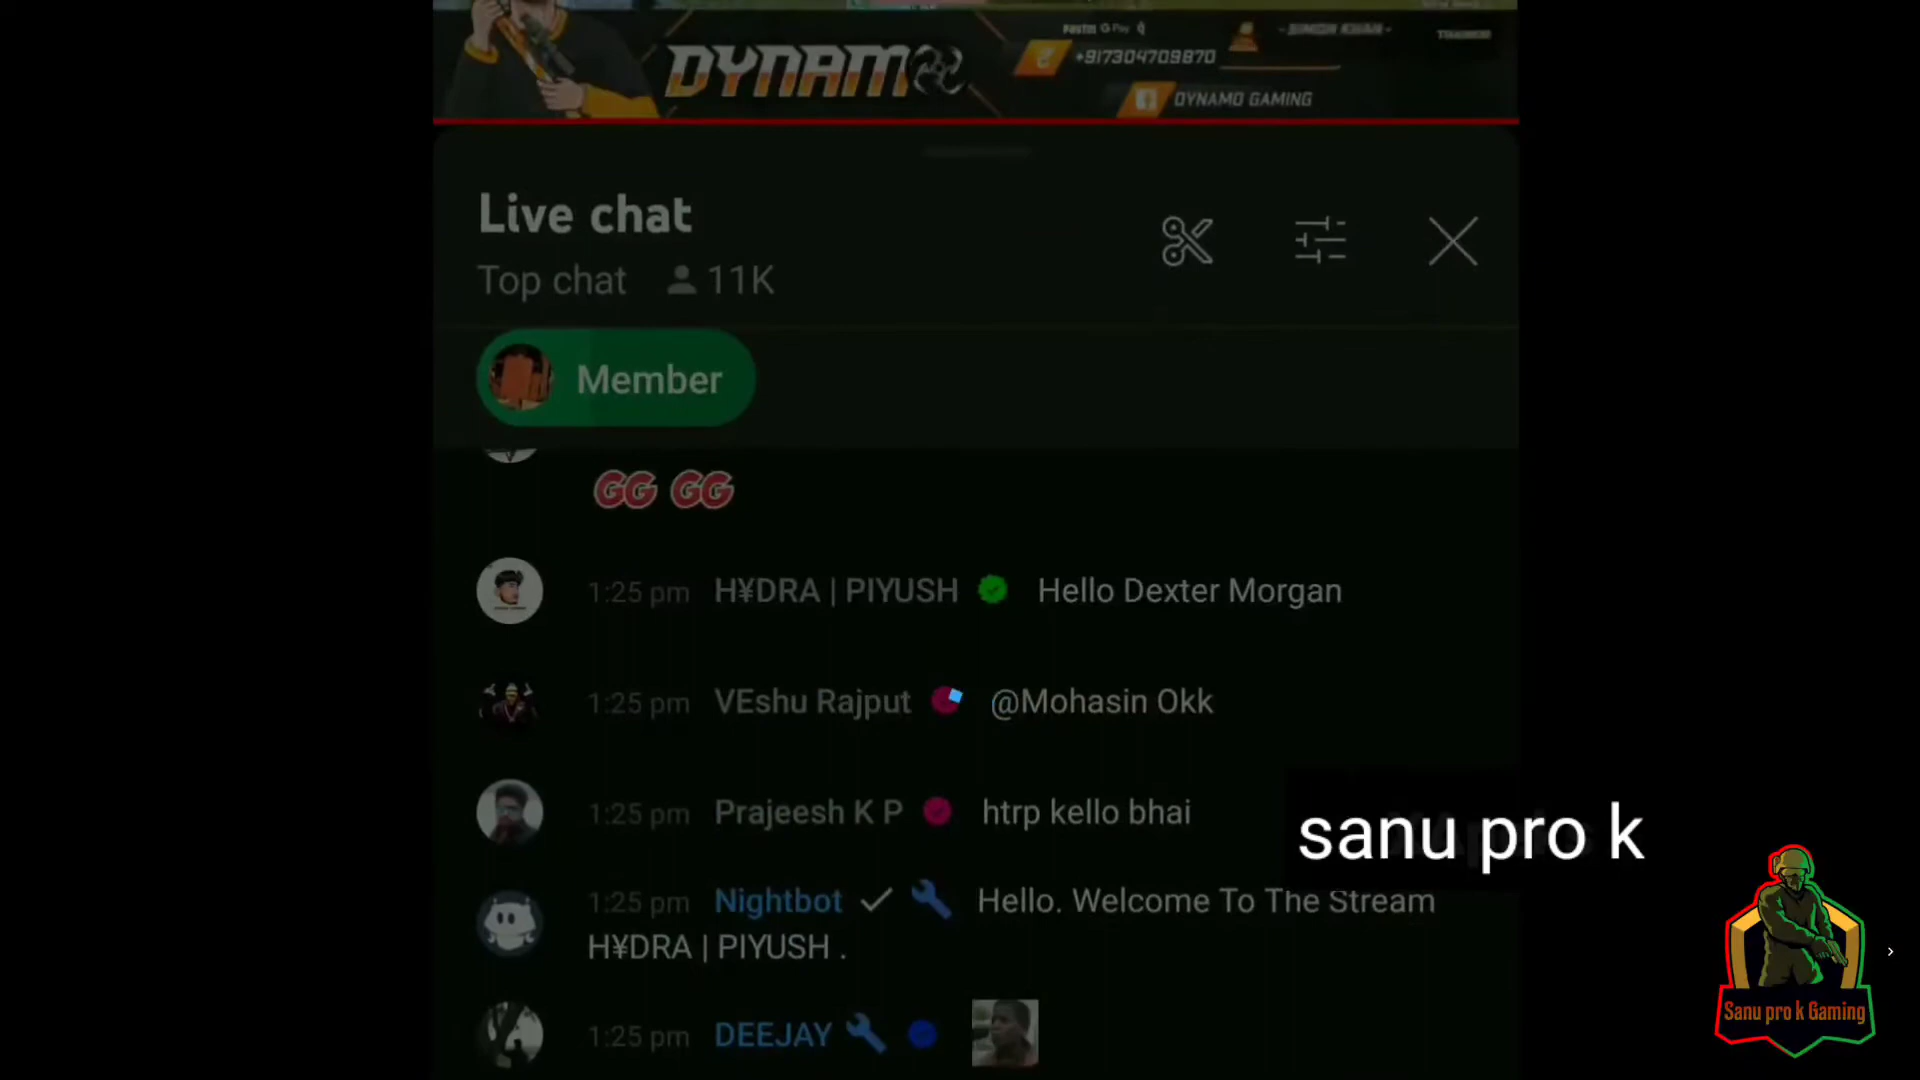 DYNAMO
Paytm G Pay
+917304709870
DYNAMO GAMING
Live chat
Top chat 11K
Member
GG GG
1:25 pm H¥DRA | PIYUSH Hello Dexter Morgan
1:25 pm VEshu Rajput @Mohasin Okk
1:25 pm Prajeesh K P htrp kello bhai
sanu pro k
1:25 pm Nightbot Hello. Welcome To The Stream
H¥DRA | PIYUSH .
1:25 pm DEEJAY
Sanu pro k Gaming